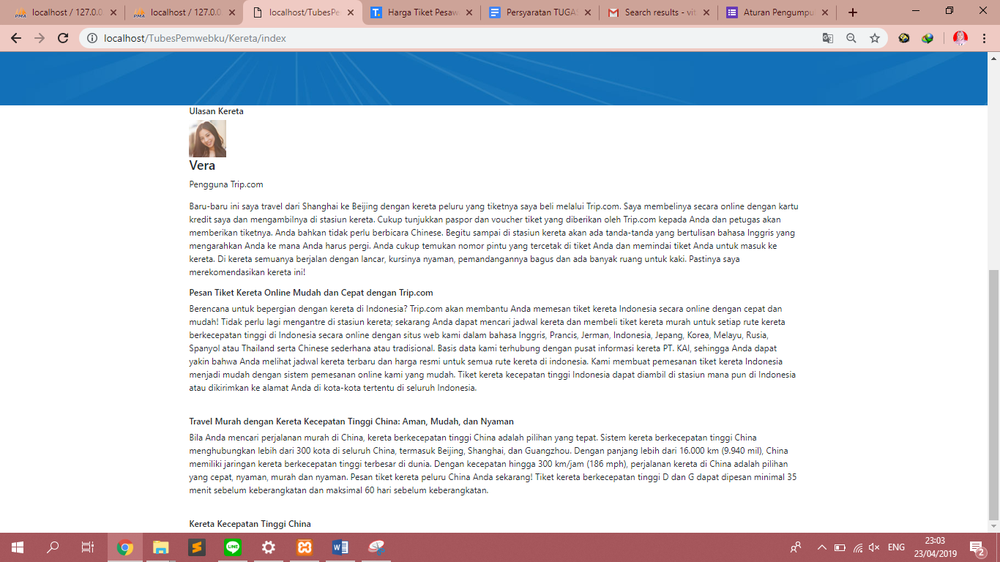 localhost / 127.0.0
localhost / 127.0.0
localhost/TubesPe
Harga Tiket Pesaw
Persyaratan TUGAS
Search results - vit
Aturan Pengumpu
localhost/TubesPemwebku/Kereta/index
Ulasan Kereta
Vera
Pengguna Trip.com
Baru-baru ini saya travel dari Shanghai ke Beijing dengan kereta peluru yang tiketnya saya beli melalui Trip.com. Saya membelinya secara online dengan kartu
kredit saya dan mengambilnya di stasiun kereta. Cukup tunjukkan paspor dan voucher tiket yang diberikan oleh Trip.com kepada Anda dan petugas akan
memberikan tiketnya. Anda bahkan tidak perlu berbicara Chinese. Begitu sampai di stasiun kereta akan ada tanda-tanda yang bertulisan bahasa Inggris yang
mengarahkan Anda ke mana Anda harus pergi. Anda cukup temukan nomor pintu yang tercetak di tiket Anda dan memindai tiket Anda untuk masuk ke
kereta. Di kereta semuanya berjalan dengan lancar, kursinya nyaman, pemandangannya bagus dan ada banyak ruang untuk kaki. Pastinya saya
merekomendasikan kereta ini!
Pesan Tiket Kereta Online Mudah dan Cepat dengan Trip.com
Berencana untuk bepergian dengan kereta di Indonesia? Trip.com akan membantu Anda memesan tiket kereta Indonesia secara online dengan cepat dan
mudah! Tidak perlu lagi mengantre di stasiun kereta; sekarang Anda dapat mencari jadwal kereta dan membeli tiket kereta murah untuk setiap rute kereta
berkecepatan tinggi di Indonesia secara online dengan situs web kami dalam bahasa Inggris, Prancis, Jerman, Indonesia, Jepang, Korea, Melayu, Rusia,
Spanyol atau Thailand serta Chinese sederhana atau tradisional. Basis data kami terhubung dengan pusat informasi kereta PT. KAI, sehingga Anda dapat
yakin bahwa Anda melihat jadwal kereta terbaru dan harga resmi untuk semua rute kereta di indonesia. Kami membuat pemesanan tiket kereta Indonesia
menjadi mudah dengan sistem pemesanan online kami yang mudah. Tiket kereta kecepatan tinggi Indonesia dapat diambil di stasiun mana pun di Indonesia
atau dikirimkan ke alamat Anda di kota-kota tertentu di seluruh Indonesia.
Travel Murah dengan Kereta Kecepatan Tinggi China: Aman, Mudah, dan Nyaman
Bila Anda mencari perjalanan murah di China, kereta berkecepatan tinggi China adalah pilihan yang tepat. Sistem kereta berkecepatan tinggi China
menghubungkan lebih dari 300 kota di seluruh China, termasuk Beijing, Shanghai, dan Guangzhou. Dengan panjang lebih dari 16.000 km (9.940 mil), China
memiliki jaringan kereta berkecepatan tinggi terbesar di dunia. Dengan kecepatan hingga 300 km/jam (186 mph), perjalanan kereta di China adalah pilihan
yang cepat, nyaman, murah dan nyaman. Pesan tiket kereta peluru China Anda sekarang! Tiket kereta berkecepatan tinggi D dan G dapat dipesan minimal 35
menit sebelum keberangkatan dan maksimal 60 hari sebelum keberangkatan.
Kereta Kecepatan Tinggi China
ENG
23:03
23/04/2019
2